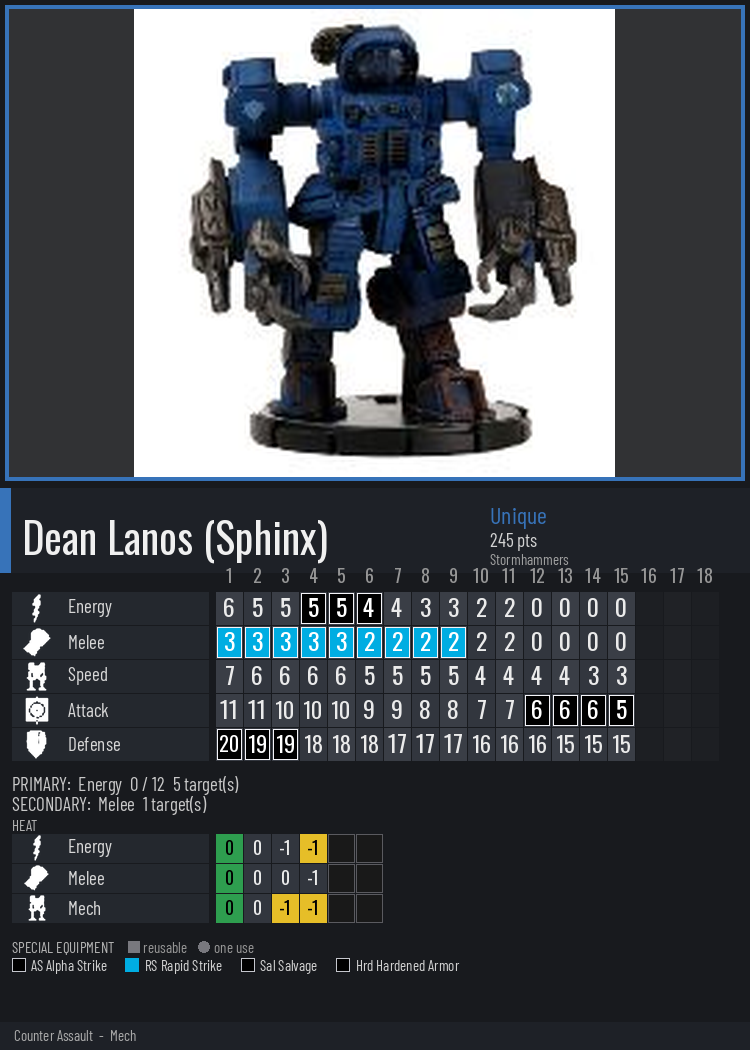 Dean Lanos (Sphinx)
Unique
245 pts
Stormhammers
1 2 3 4 5 6 7 8 9 10 11 12 13 14 15 16 17 18
Energy 6 5 5 5 5 4 4 3 3 2 2 0 0 0 0
Melee 3 3 3 3 3 2 2 2 2 2 2 0 0 0 0
Speed 7 6 6 6 6 5 5 5 5 4 4 4 4 3 3
Attack 11 11 10 10 10 9 9 8 8 7 7 6 6 6 5
Defense 20 19 19 18 18 18 17 17 17 16 16 16 15 15 15
PRIMARY: Energy 0 / 12 5 target(s)
SECONDARY: Melee 1 target(s)
HEAT
Energy 0 0 -1 -1
Melee 0 0 0 -1
Mech 0 0 -1 -1
SPECIAL EQUIPMENT reusable one use
AS Alpha Strike RS Rapid Strike Sal Salvage Hrd Hardened Armor
Counter Assault - Mech